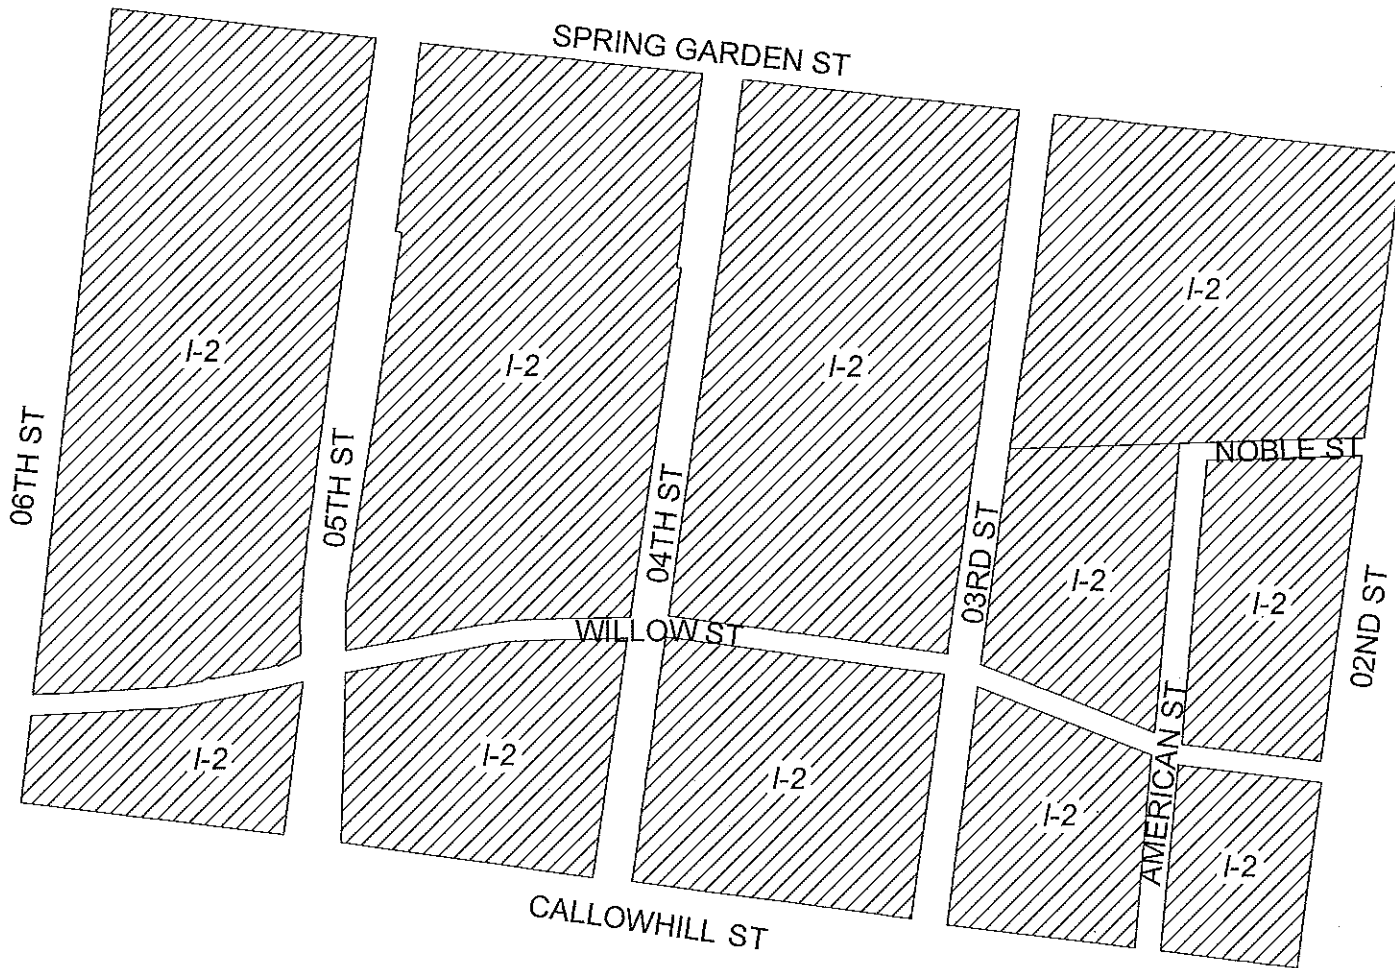 SPRING GARDEN ST
I-2
I-2
I-2
I-2
06TH ST
05TH ST
04TH ST
03RD ST
NOBLE ST
I-2
I-2
02ND ST
WILLOW ST
AMERICAN ST
I-2
I-2
I-2
I-2
I-2
CALLOWHILL ST